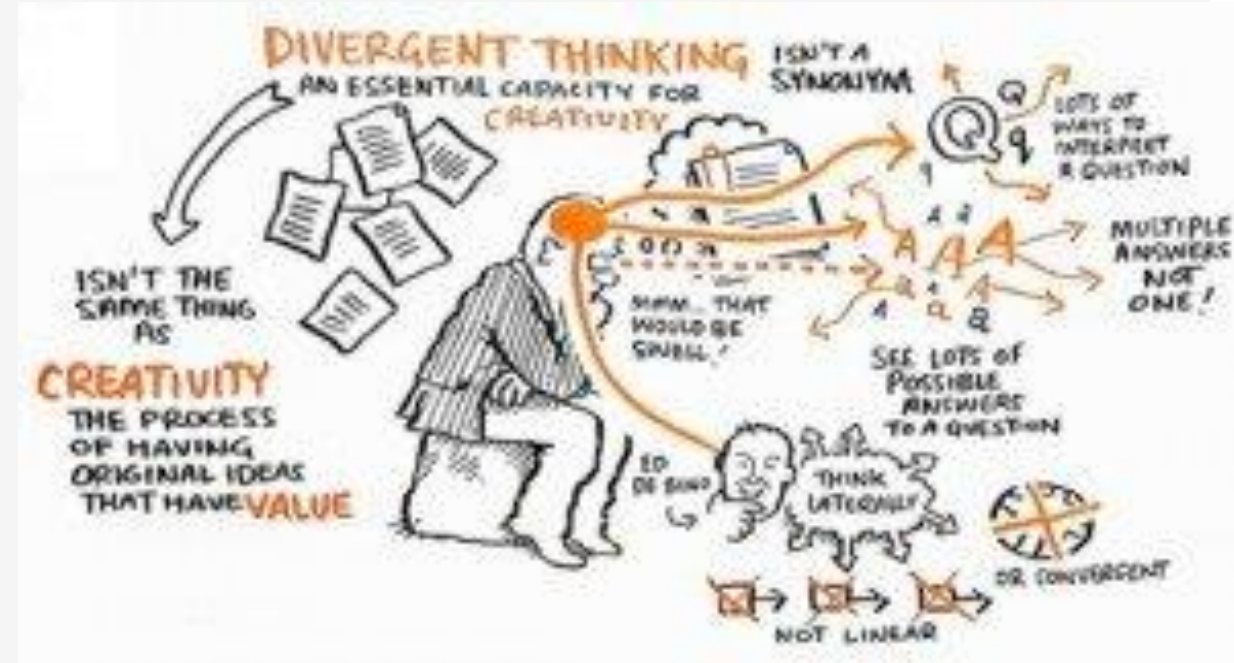 DIVERGENT THINKING
AN ESSENTIAL CAPACITY FOR
CREATIVITY
ISN'T A
SYNONYM
ISN'T THE
SAME THING
AS
CREATIVITY
THE PROCESS
OF HAVING
ORIGINAL IDEAS
THAT HAVE VALUE
Q
Q
q
LOTS OF
WAYS TO
INTERPRET
A QUESTION
A A A
MULTIPLE
ANSWERS
NOT
ONE!
THAT
WOULD BE
SWELL!
SEE LOTS OF
POSSIBLE
ANSWERS
TO A QUESTION
ED
DE BONO
THINK
LATERALLY
OR CONVERGENT
NOT LINEAR